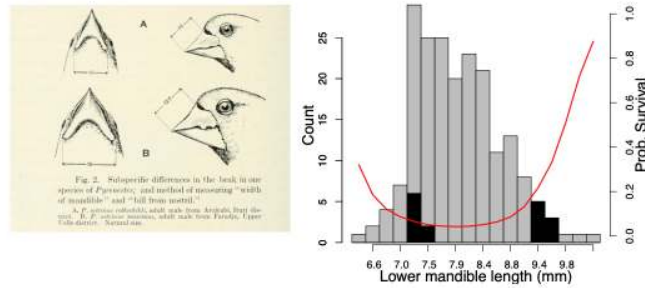 A
B
Fig. 2. Subspecific differences in the beak in one
species of Pyrenestes; and method of measuring "width
of mandible" and "bill from nostril."
Count
0
5
10
15
20
25
6.6 7.0 7.5 7.9 8.4 8.8 9.4 9.8
Lower mandible length (mm)
0.0
0.2
0.4
0.6
0.8
1.0
Prob. Survival